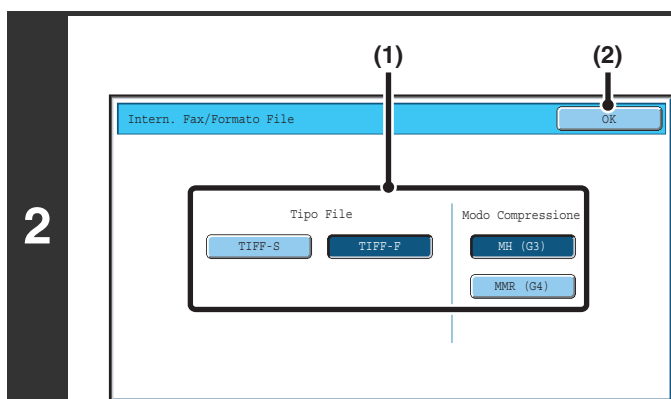 2
(1)
(2)
Intern. Fax/Formato File
OK
Tipo File
Modo Compressione
TIFF-S
TIFF-F
MH (G3)
MMR (G4)